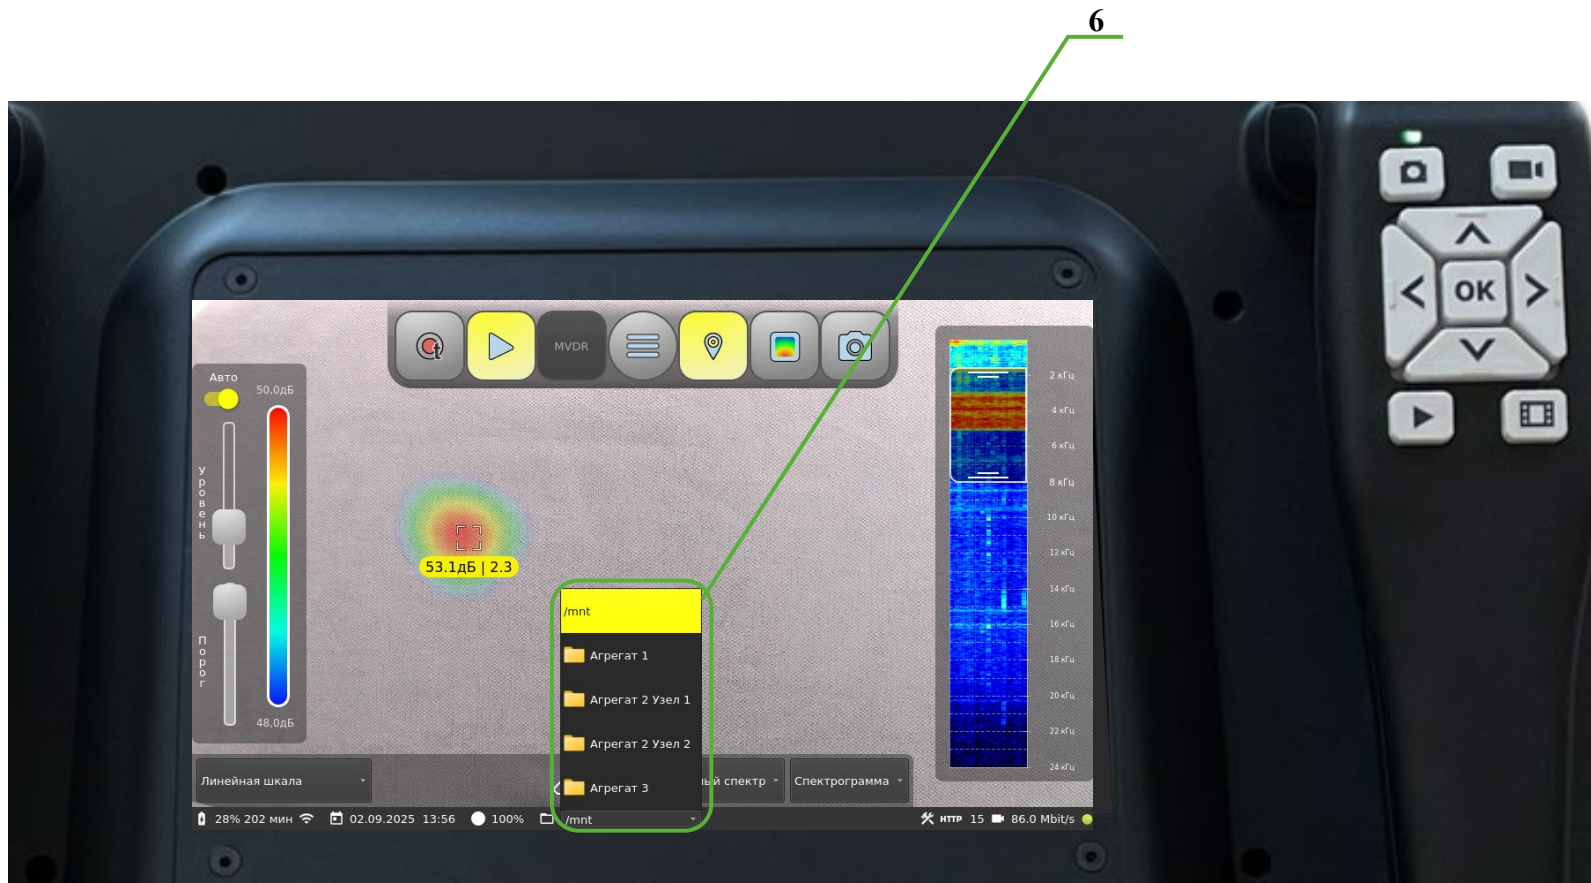 6
MVDR
OK
Авто
50,0дБ
Уровень
Порог
48,0дБ
53.1дБ | 2.3
2 кГц
4 кГц
6 кГц
8 кГц
10 кГц
12 кГц
14 кГц
16 кГц
18 кГц
20 кГц
22 кГц
24 кГц
/mnt
Агрегат 1
Агрегат 2 Узел 1
Агрегат 2 Узел 2
Агрегат 3
Линейная шкала
ый спектр
Спектрограмма
28% 202 мин
02.09.2025 13:56
100%
/mnt
HTTP 15
86.0 Mbit/s